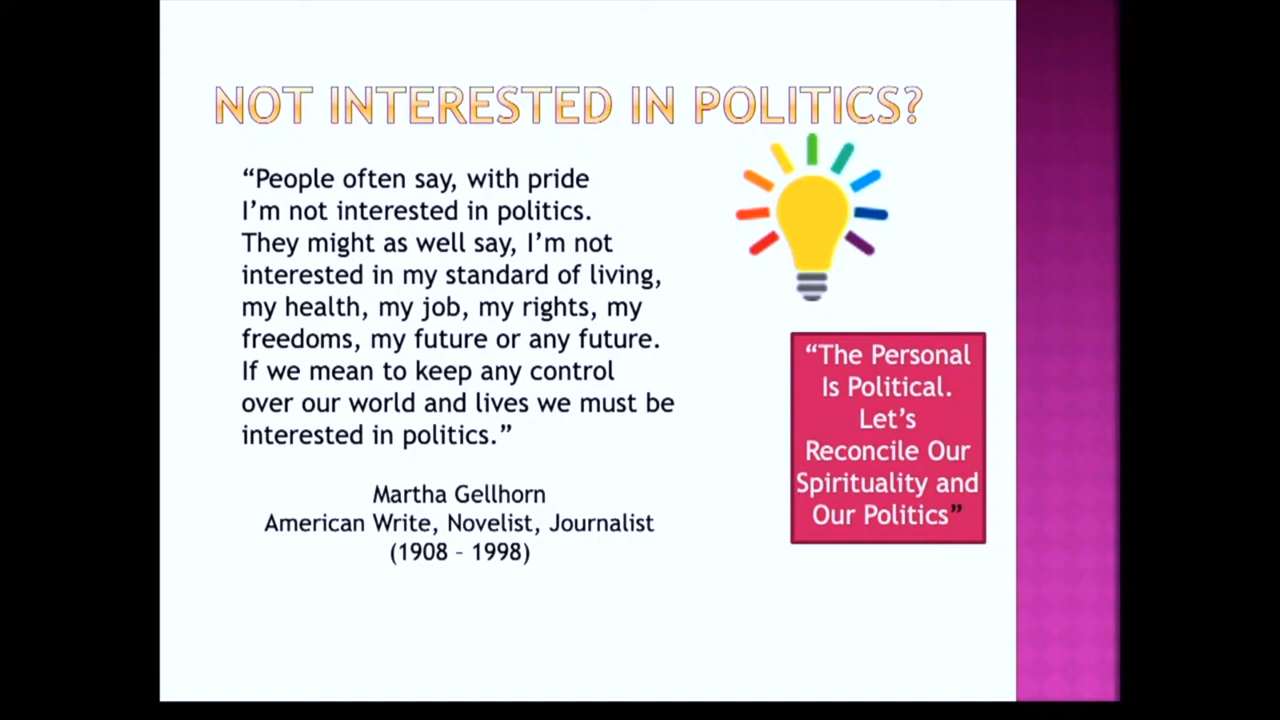 NOT INTERESTED IN POLITICS?
“People often say, with pride
I’m not interested in politics.
They might as well say, I’m not
interested in my standard of living,
my health, my job, my rights, my
freedoms, my future or any future.
If we mean to keep any control
over our world and lives we must be
interested in politics.”
Martha Gellhorn
American Write, Novelist, Journalist
(1908 – 1998)
“The Personal
Is Political.
Let’s
Reconcile Our
Spirituality and
Our Politics”